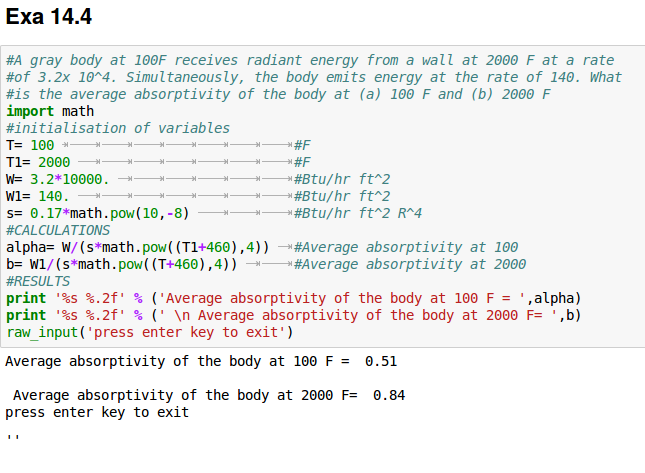 Exa 14.4
#A gray body at 100F receives radiant energy from a wall at 2000 F at a rate
#of 3.2x 10^4. Simultaneously, the body emits energy at the rate of 140. What
#is the average absorptivity of the body at (a) 100 F and (b) 2000 F
import math
#initialisation of variables
T= 100 #F
T1= 2000 #F
W= 3.2*10000. #Btu/hr ft^2
W1= 140. #Btu/hr ft^2
s= 0.17*math.pow(10,-8) #Btu/hr ft^2 R^4
#CALCULATIONS
alpha= W/(s*math.pow((T1+460),4)) #Average absorptivity at 100
b= W1/(s*math.pow((T+460),4)) #Average absorptivity at 2000
#RESULTS
print '%s %.2f' % ('Average absorptivity of the body at 100 F = ',alpha)
print '%s %.2f' % (' \n Average absorptivity of the body at 2000 F= ',b)
raw_input('press enter key to exit')
Average absorptivity of the body at 100 F =  0.51
Average absorptivity of the body at 2000 F=  0.84
press enter key to exit
''